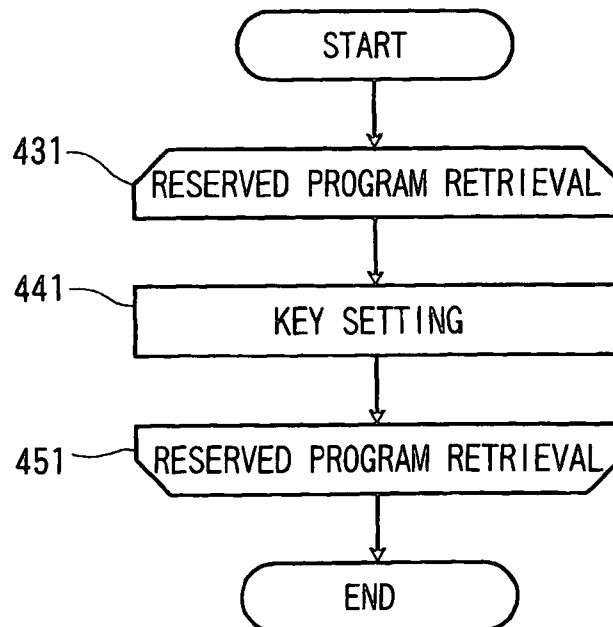 START
431
RESERVED PROGRAM RETRIEVAL
441
KEY SETTING
451
RESERVED PROGRAM RETRIEVAL
END